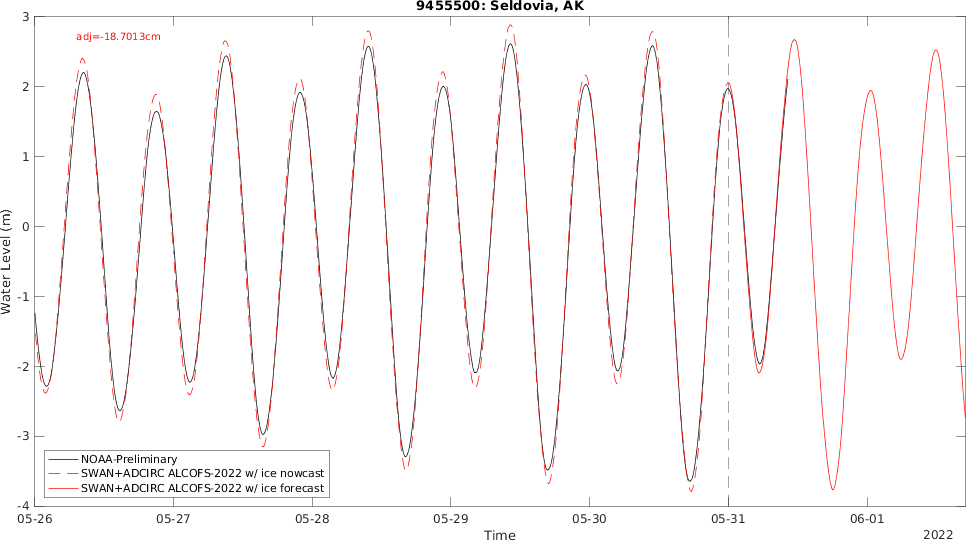 9455500: Seldovia, AK
adj=-18.7013cm
3
2
1
0
-1
-2
-3
-4
Water Level (m)
NOAA-Preliminary
SWAN+ADCIRC ALCOFS-2022 w/ ice nowcast
SWAN+ADCIRC ALCOFS-2022 w/ ice forecast
05-26 05-27 05-28 05-29 05-30 05-31 06-01
Time
2022